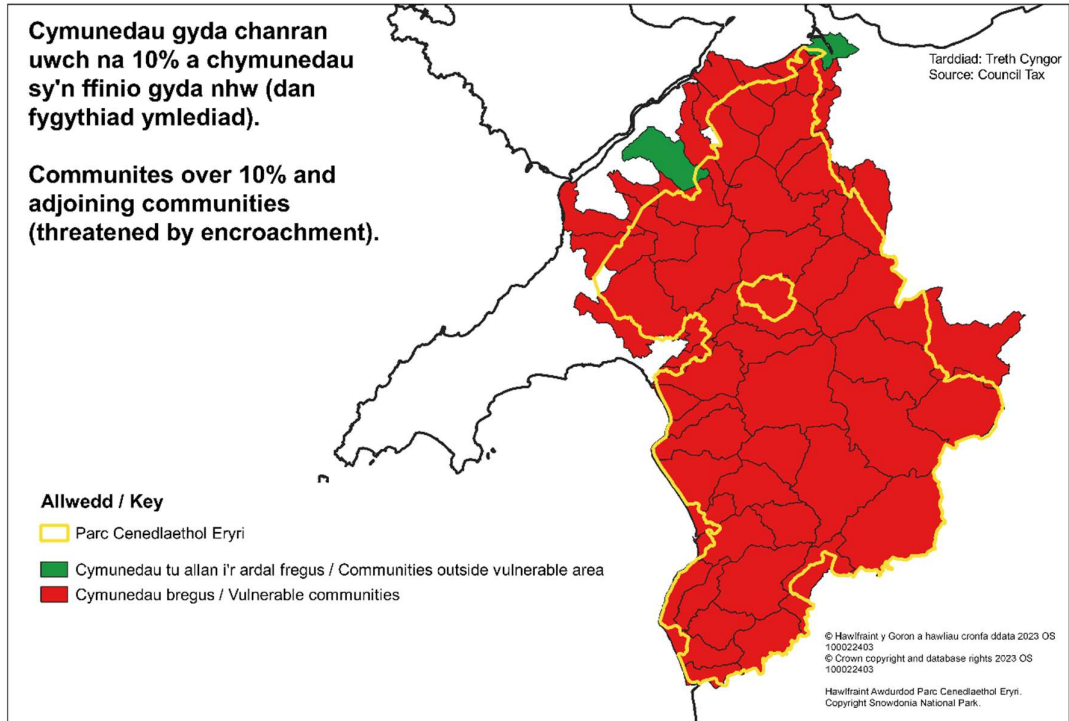 Cymunedau gyda chanran
uwch na 10% a chymunedau
sy'n ffinio gyda nhw (dan
fygythiad ymlediad).
Communites over 10% and
adjoining communities
(threatened by encroachment).
Tarddiad: Treth Cyngor
Source: Council Tax
Allwedd / Key
Parc Cenedlaethol Eryri
Cymunedau tu allan i'r ardal fregus / Communities outside vulnerable area
Cymunedau bregus / Vulnerable communities
© Hawlfraint y Goron a hawliau cronfa ddata 2023 OS
100022403
© Crown copyright and database rights 2023 OS
100022403
Hawlfraint Awdurdod Parc Cenedlaethol Eryri.
Copyright Snowdonia National Park.